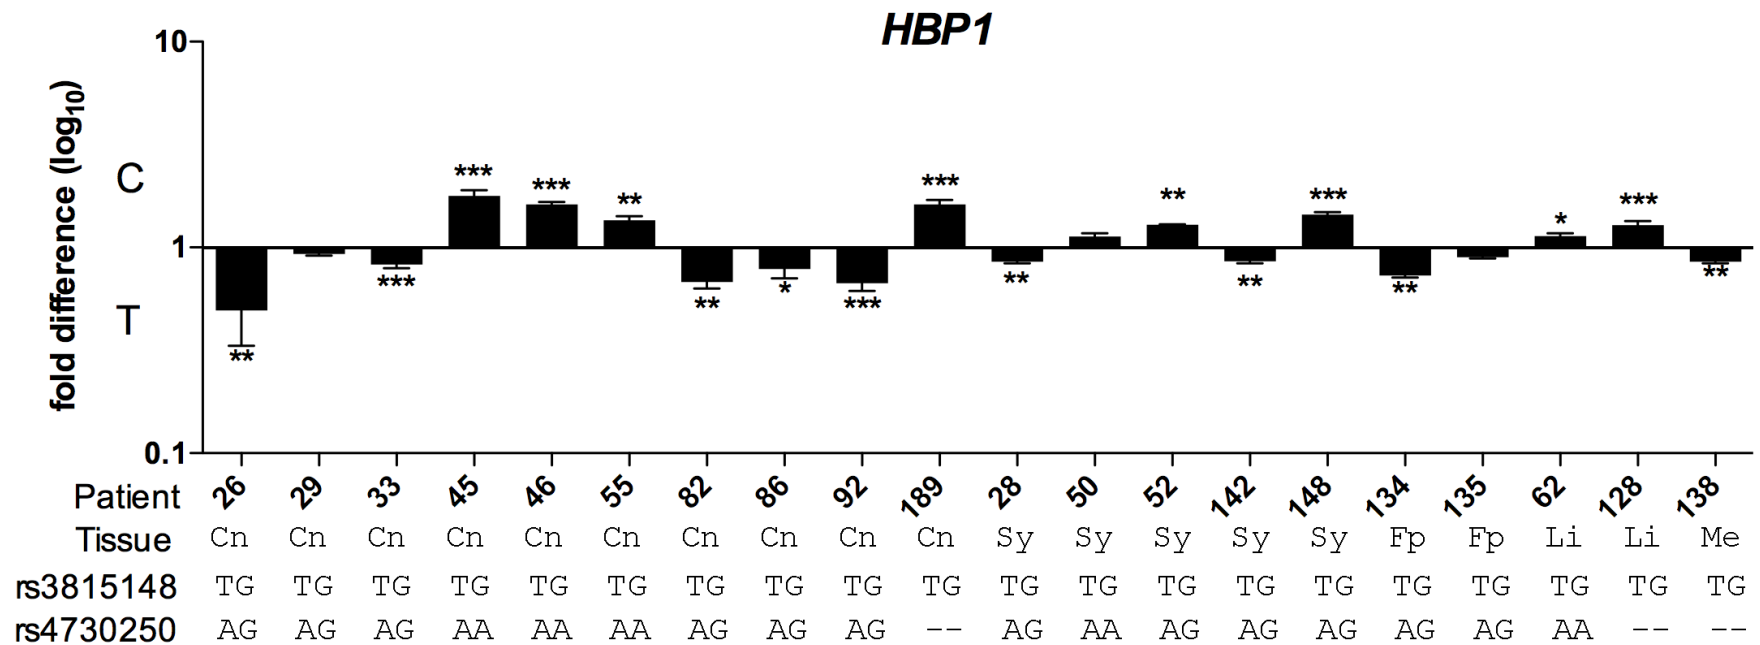 HBP1
10
fold difference (log10)
C
***
***
**
***
**
***
*
***
1
***
**
*
***
**
**
**
**
T
**
0.1
Patient 26 29 33 45 46 55 82 86 92 189 28 50 52 142 148 134 135 62 128 138
Tissue Cn Cn Cn Cn Cn Cn Cn Cn Cn Cn Sy Sy Sy Sy Sy Fp Fp Li Li Me
rs3815148 TG TG TG TG TG TG TG TG TG TG TG TG TG TG TG TG TG TG TG TG
rs4730250 AG AG AG AA AA AA AG AG AG -- AG AA AG AG AG AG AG AA -- --